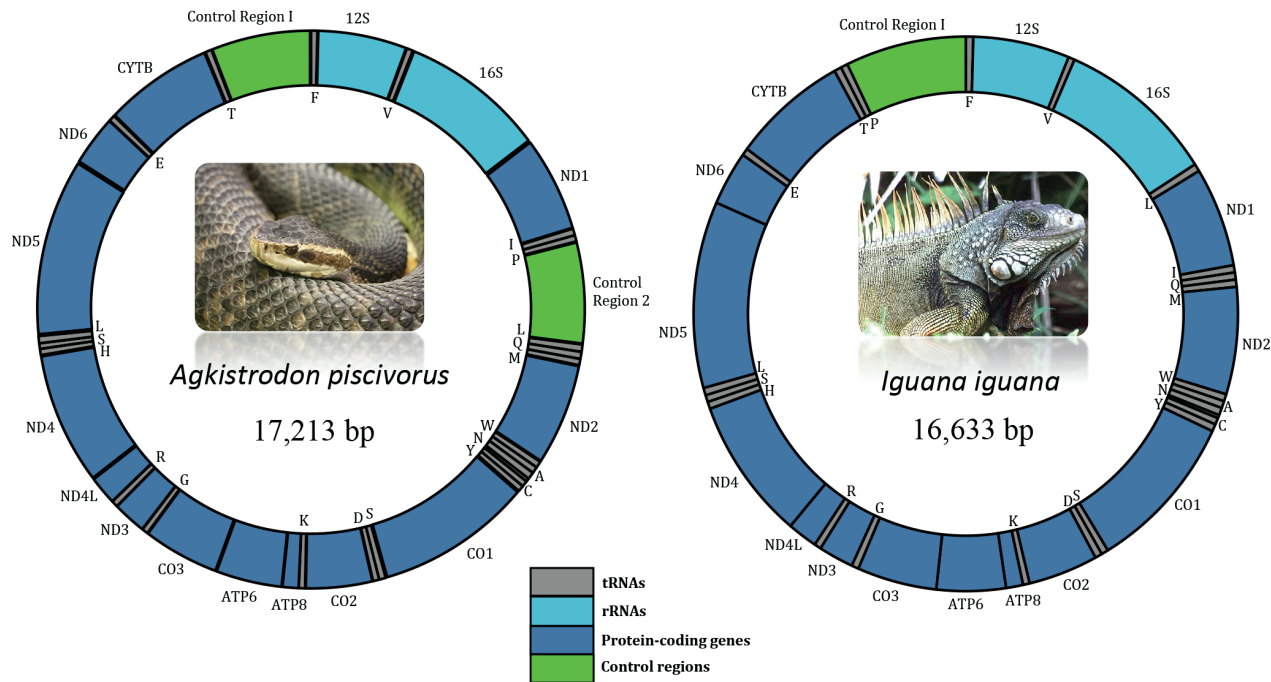 Control Region I
12S
16S
ND1
Control
Region 2
ND2
CO1
CO2
ATP8
ATP6
CO3
ND3
ND4L
ND4
ND5
ND6
CYTB
F
V
I
P
L
Q
M
W
N
Y
A
C
S
D
K
G
R
H
S
L
E
T
Agkistrodon piscivorus
17,213 bp
Control Region I
12S
16S
ND1
ND2
CO1
CO2
ATP8
ATP6
CO3
ND3
ND4L
ND4
ND5
ND6
CYTB
F
V
L
I
Q
M
W
N
Y
A
C
S
D
K
G
R
H
S
L
E
T
P
Iguana iguana
16,633 bp
tRNAs
rRNAs
Protein-coding genes
Control regions